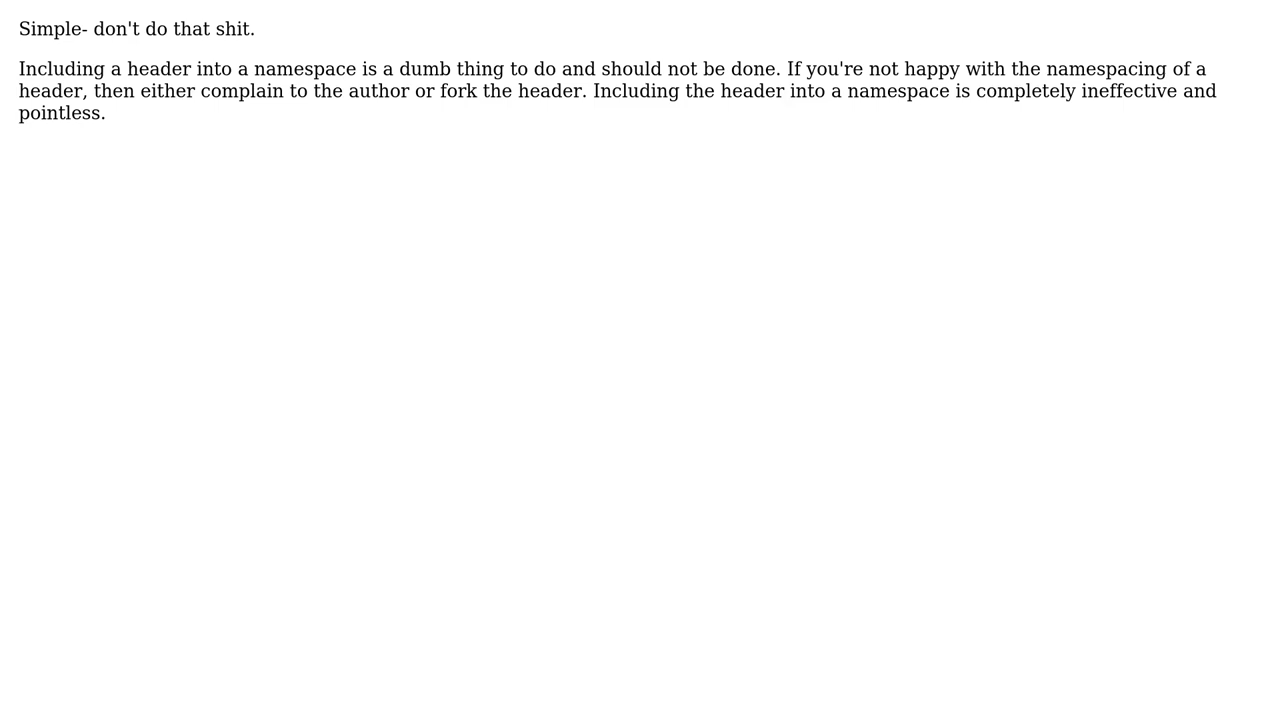 Simple- don't do that shit.
Including a header into a namespace is a dumb thing to do and should not be done. If you're not happy with the namespacing of a
header, then either complain to the author or fork the header. Including the header into a namespace is completely ineffective and
pointless.